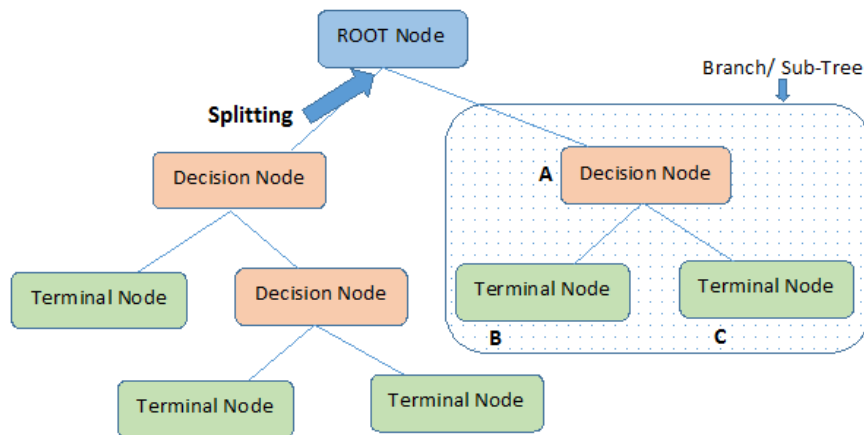 ROOT Node
Branch/ Sub-Tree
Splitting
Decision Node
A
Decision Node
Terminal Node
Decision Node
Terminal Node
Terminal Node
B
C
Terminal Node
Terminal Node